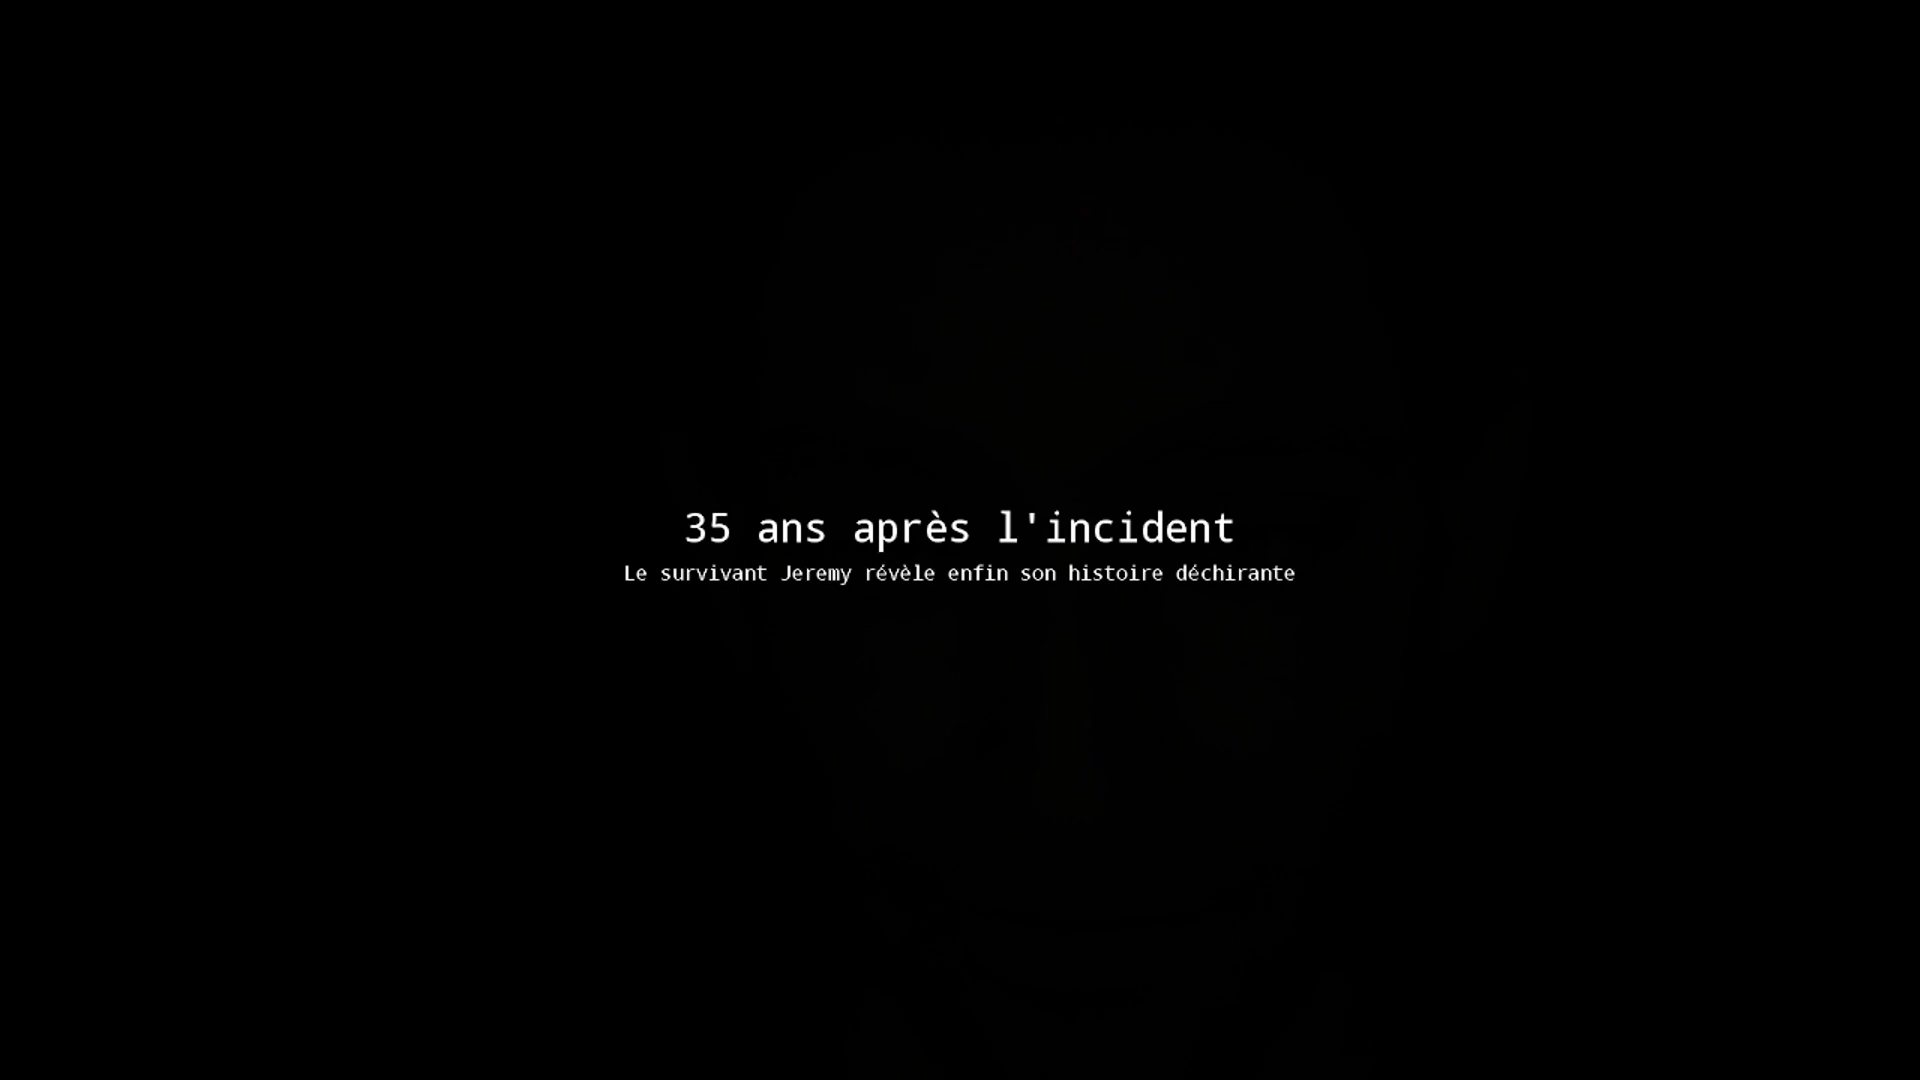 35 ans après l'incident
Le survivant Jeremy révèle enfin son histoire déchirante